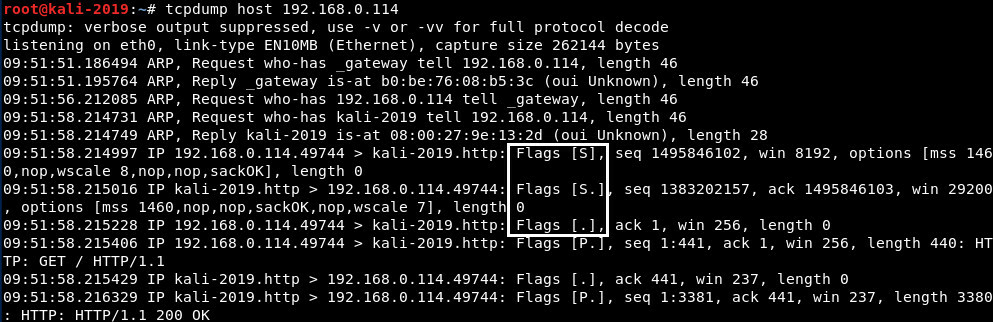 root@kali-2019:~# tcpdump host 192.168.0.114
tcpdump: verbose output suppressed, use -v or -vv for full protocol decode
listening on eth0, link-type EN10MB (Ethernet), capture size 262144 bytes
09:51:51.186494 ARP, Request who-has _gateway tell 192.168.0.114, length 46
09:51:51.195764 ARP, Reply _gateway is-at b0:be:76:08:b5:3c (oui Unknown), length 46
09:51:56.212085 ARP, Request who-has 192.168.0.114 tell _gateway, length 46
09:51:58.214731 ARP, Request who-has kali-2019 tell 192.168.0.114, length 46
09:51:58.214749 ARP, Reply kali-2019 is-at 08:00:27:9e:13:2d (oui Unknown), length 28
09:51:58.214997 IP 192.168.0.114.49744 > kali-2019.http: Flags [S], seq 1495846102, win 8192, options [mss 146
0,nop,wscale 8,nop,nop,sackOK], length 0
09:51:58.215016 IP kali-2019.http > 192.168.0.114.49744: Flags [S.], seq 1383202157, ack 1495846103, win 29200
, options [mss 1460,nop,nop,sackOK,nop,wscale 7], length 0
09:51:58.215228 IP 192.168.0.114.49744 > kali-2019.http: Flags [.], ack 1, win 256, length 0
09:51:58.215406 IP 192.168.0.114.49744 > kali-2019.http: Flags [P.], seq 1:441, ack 1, win 256, length 440: HT
TP: GET / HTTP/1.1
09:51:58.215429 IP kali-2019.http > 192.168.0.114.49744: Flags [.], ack 441, win 237, length 0
09:51:58.216329 IP kali-2019.http > 192.168.0.114.49744: Flags [P.], seq 1:3381, ack 441, win 237, length 3380
: HTTP: HTTP/1.1 200 OK